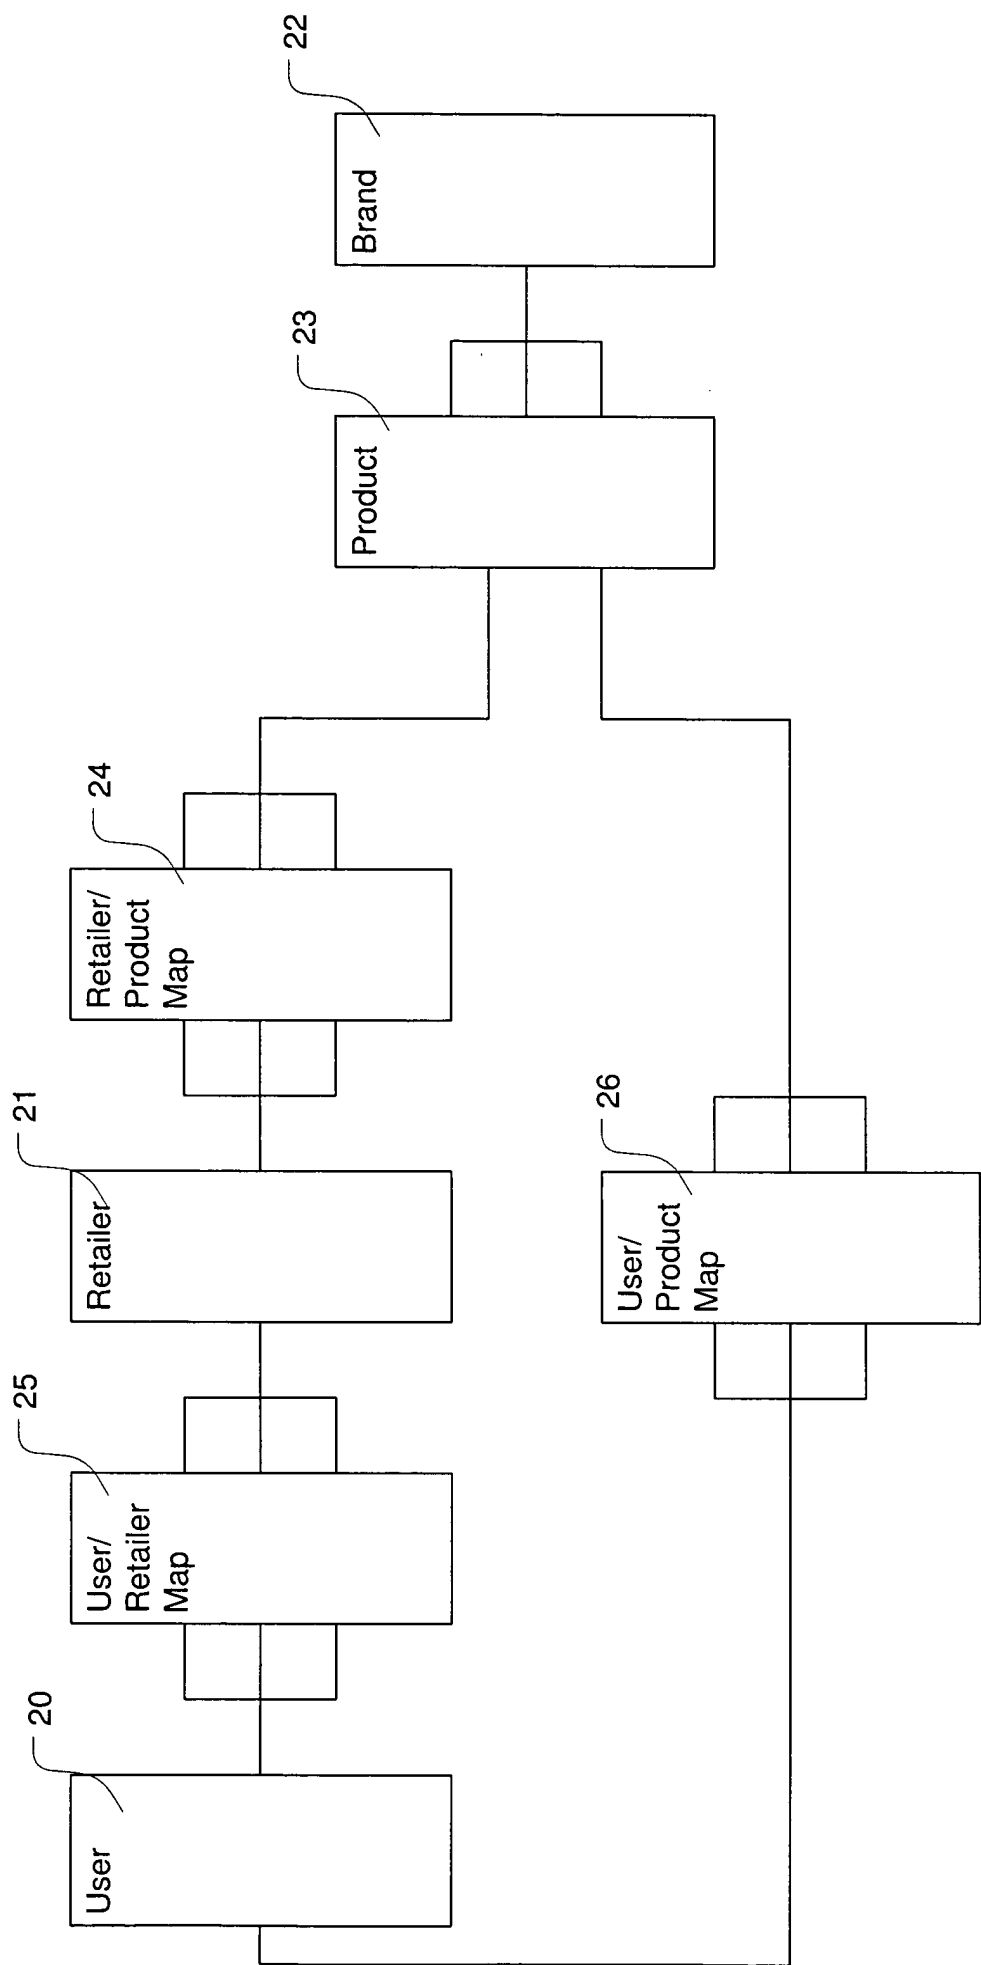 User
20
User/
Retailer
Map
25
Retailer
21
Retailer/
Product
Map
24
Product
23
Brand
22
User/
Product
Map
26